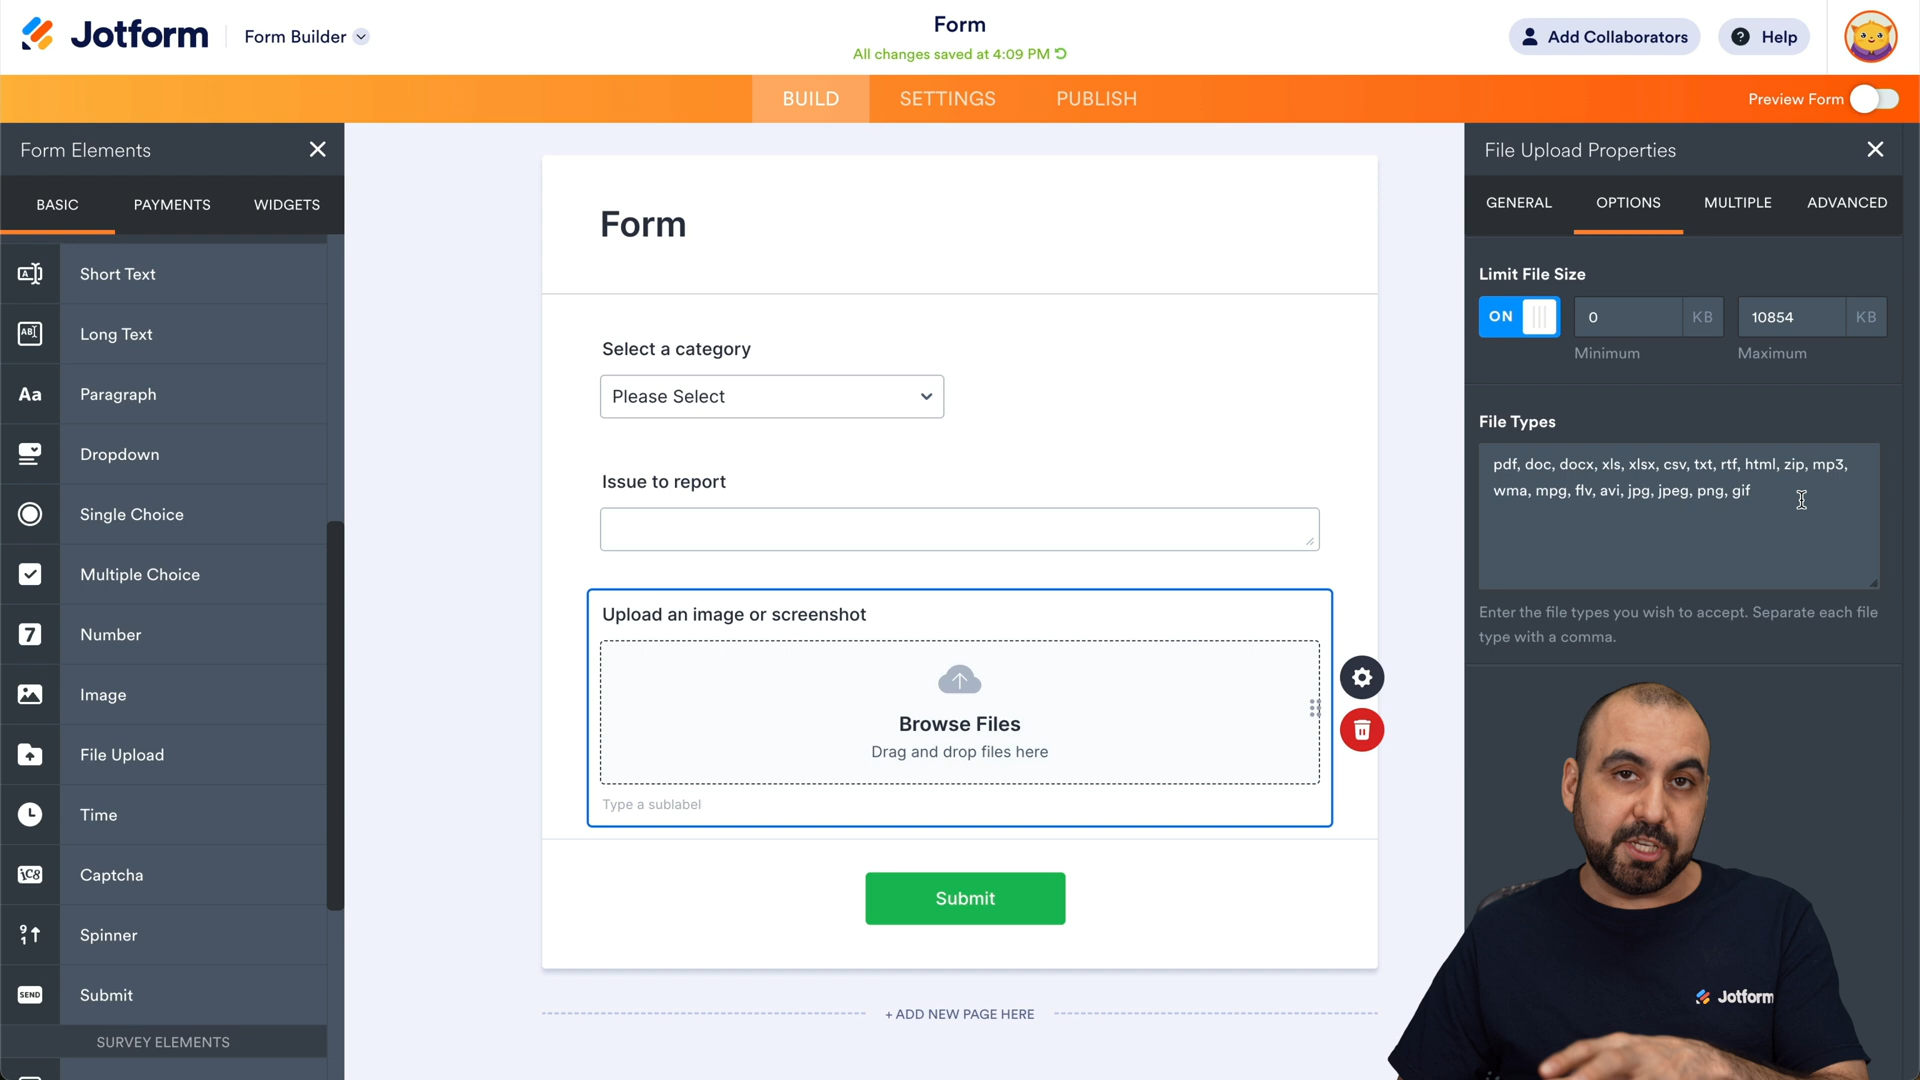 Jotform
Form Builder
Form
All changes saved at 4:09 PM
Add Collaborators
Help
BUILD
SETTINGS
PUBLISH
Preview Form
Form Elements
BASIC
PAYMENTS
WIDGETS
Short Text
Long Text
Aa
Paragraph
Dropdown
Single Choice
Multiple Choice
7
Number
Image
File Upload
Time
Captcha
Spinner
SEND
Submit
SURVEY ELEMENTS
Form
Select a category
Please Select
Issue to report
Upload an image or screenshot
Browse Files
Drag and drop files here
Type a sublabel
Submit
+ ADD NEW PAGE HERE
File Upload Properties
GENERAL
OPTIONS
MULTIPLE
ADVANCED
Limit File Size
ON
0 KB
10854 KB
Minimum
Maximum
File Types
pdf, doc, docx, xls, xlsx, csv, txt, rtf, html, zip, mp3,
wma, mpg, flv, avi, jpg, jpeg, png, gif
Enter the file types you wish to accept. Separate each file
type with a comma.
Jotform